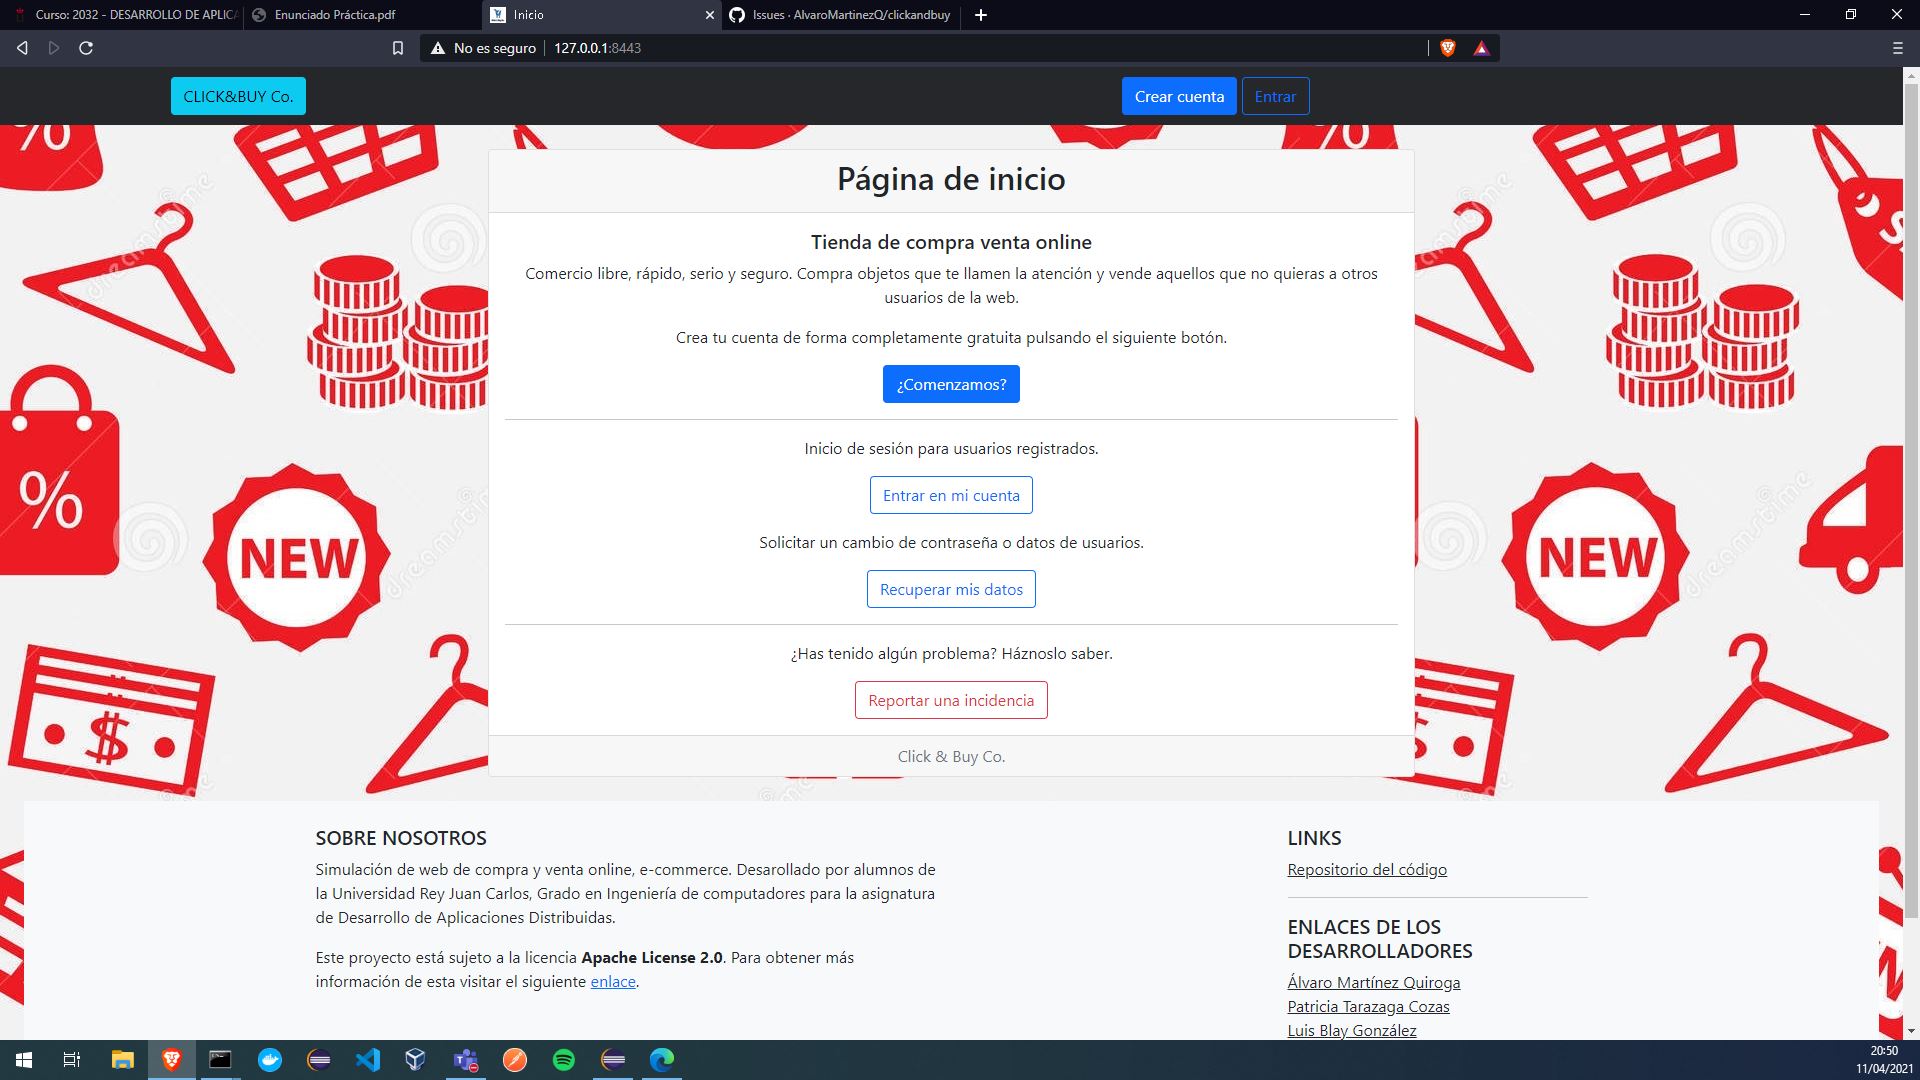 Curso: 2032 - DESARROLLO DE APLICA
Enunciado Práctica.pdf
Inicio
Issues · AlvaroMartinezQ/clickandbuy
No es seguro
127.0.0.1:8443
CLICK&BUY Co.
Crear cuenta
Entrar
Página de inicio
Tienda de compra venta online
Comercio libre, rápido, serio y seguro. Compra objetos que te llamen la atención y vende aquellos que no quieras a otros
usuarios de la web.
Crea tu cuenta de forma completamente gratuita pulsando el siguiente botón.
¿Comenzamos?
Inicio de sesión para usuarios registrados.
Entrar en mi cuenta
Solicitar un cambio de contraseña o datos de usuarios.
Recuperar mis datos
¿Has tenido algún problema? Háznoslo saber.
Reportar una incidencia
Click & Buy Co.
%
%
%
$
NEW
NEW
$
$
dreamstime
dreamstime
dreamstime
dreamstime
SOBRE NOSOTROS
Simulación de web de compra y venta online, e-commerce. Desarollado por alumnos de
la Universidad Rey Juan Carlos, Grado en Ingeniería de computadores para la asignatura
de Desarrollo de Aplicaciones Distribuidas.
Este proyecto está sujeto a la licencia Apache License 2.0. Para obtener más
información de esta visitar el siguiente enlace.
LINKS
Repositorio del código
ENLACES DE LOS
DESARROLLADORES
Álvaro Martínez Quiroga
Patricia Tarazaga Cozas
Luis Blay González
20:50
11/04/2021